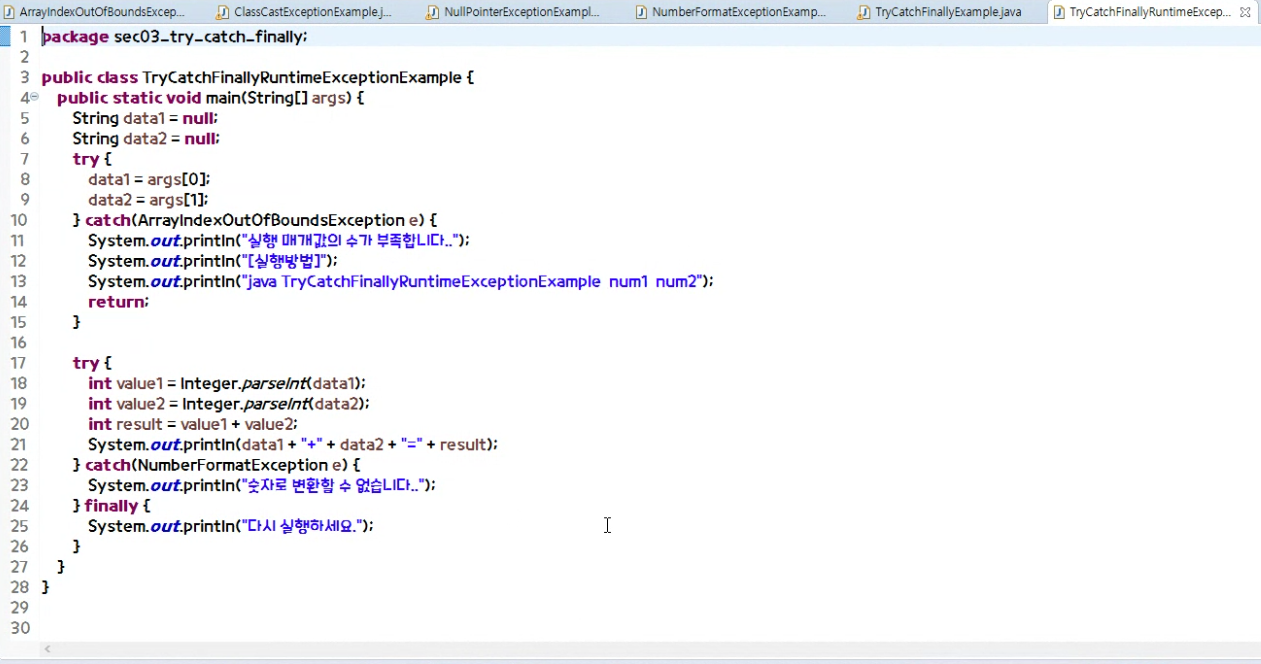 ArrayIndexOutOfBoundsExcep... ClassCastExceptionExample.j... NullPointerExceptionExampl... NumberFormatExceptionExamp... TryCatchFinallyExample.java TryCatchFinallyRuntimeExcep...
1 package sec03_try_catch_finally;
2
3 public class TryCatchFinallyRuntimeExceptionExample {
4 public static void main(String[] args) {
5 String data1 = null;
6 String data2 = null;
7 try {
8 data1 = args[0];
9 data2 = args[1];
10 } catch(ArrayIndexOutOfBoundsException e) {
11 System.out.println("실행 매개값의 수가 부족합니다..");
12 System.out.println("[실행방법]");
13 System.out.println("java TryCatchFinallyRuntimeExceptionExample num1 num2");
14 return;
15 }
16
17 try {
18 int value1 = Integer.parseInt(data1);
19 int value2 = Integer.parseInt(data2);
20 int result = value1 + value2;
21 System.out.println(data1 + "+" + data2 + "=" + result);
22 } catch(NumberFormatException e) {
23 System.out.println("숫자로 변환할 수 없습니다..");
24 } finally {
25 System.out.println("다시 실행하세요.");
26 }
27 }
28 }
29
30